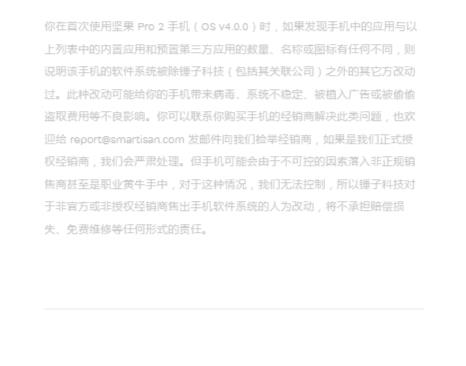 你在首次使用坚果 Pro 2 手机（OS v4.0.0）时，如果发现手机中的应用与以
上列表中的内置应用和预置第三方应用的数量、名称或图标有任何不同，则
说明该手机的软件系统被除锤子科技（包括其关联公司）之外的其它方改动
过。此种改动可能给你的手机带来病毒、系统不稳定、被植入广告或被偷偷
盗取费用等不良影响。你可以联系你购买手机的经销商解决此类问题，也欢
迎给 report@smartisan.com 发邮件向我们检举经销商，如果是我们正式授
权经销商，我们会严肃处理。但手机可能会由于不可控的因素落入非正规销
售商甚至是职业黄牛手中，对于这种情况，我们无法控制，所以锤子科技对
于非官方或非授权经销商售出手机软件系统的人为改动，将不承担赔偿损
失、免费维修等任何形式的责任。